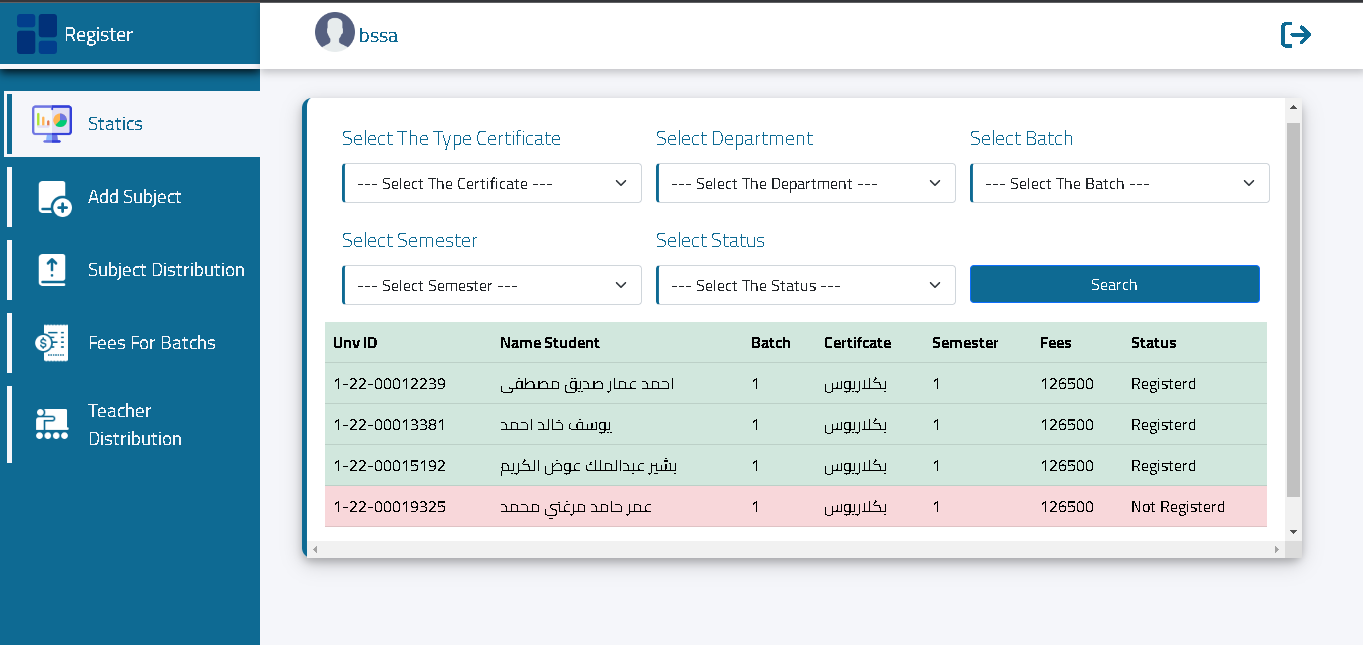 Register
bssa
Statics
Add Subject
Subject Distribution
Fees For Batchs
Teacher
Distribution
Select The Type Certificate Select Department Select Batch
--- Select The Certificate --- --- Select The Department --- --- Select The Batch ---
Select Semester Select Status
--- Select Semester --- --- Select The Status --- Search
Unv ID Name Student Batch Certifcate Semester Fees Status
1-22-00012239 احمد عمار صديق مصطفى 1 بكلاريوس 1 126500 Registerd
1-22-00013381 يوسف خالد احمد 1 بكلاريوس 1 126500 Registerd
1-22-00015192 بشير عبدالملك عوض الكريم 1 بكلاريوس 1 126500 Registerd
1-22-00019325 عمر حامد مرغني محمد 1 بكلاريوس 1 126500 Not Registerd